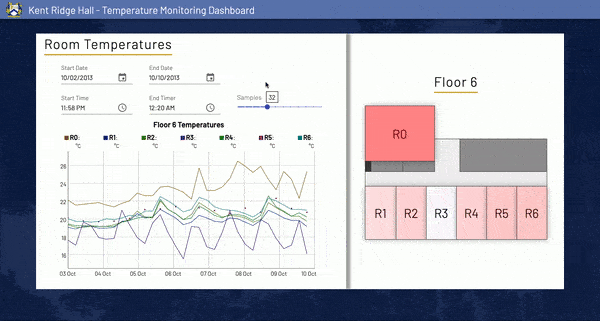 Kent Ridge Hall - Temperature Monitoring Dashboard
Room Temperatures
Start Date
End Date
10/02/2013
10/10/2013
Start Time
End Timer
Samples 32
11:58 PM
12:20 AM
Floor 6 Temperatures
R0: R1: R2: R3: R4: R5: R6:
°C °C °C °C °C °C °C
26
24
22
20
18
16
03 Oct 04 Oct 05 Oct 06 Oct 07 Oct 08 Oct 09 Oct 10 Oct
Floor 6
R0
R1 R2 R3 R4 R5 R6